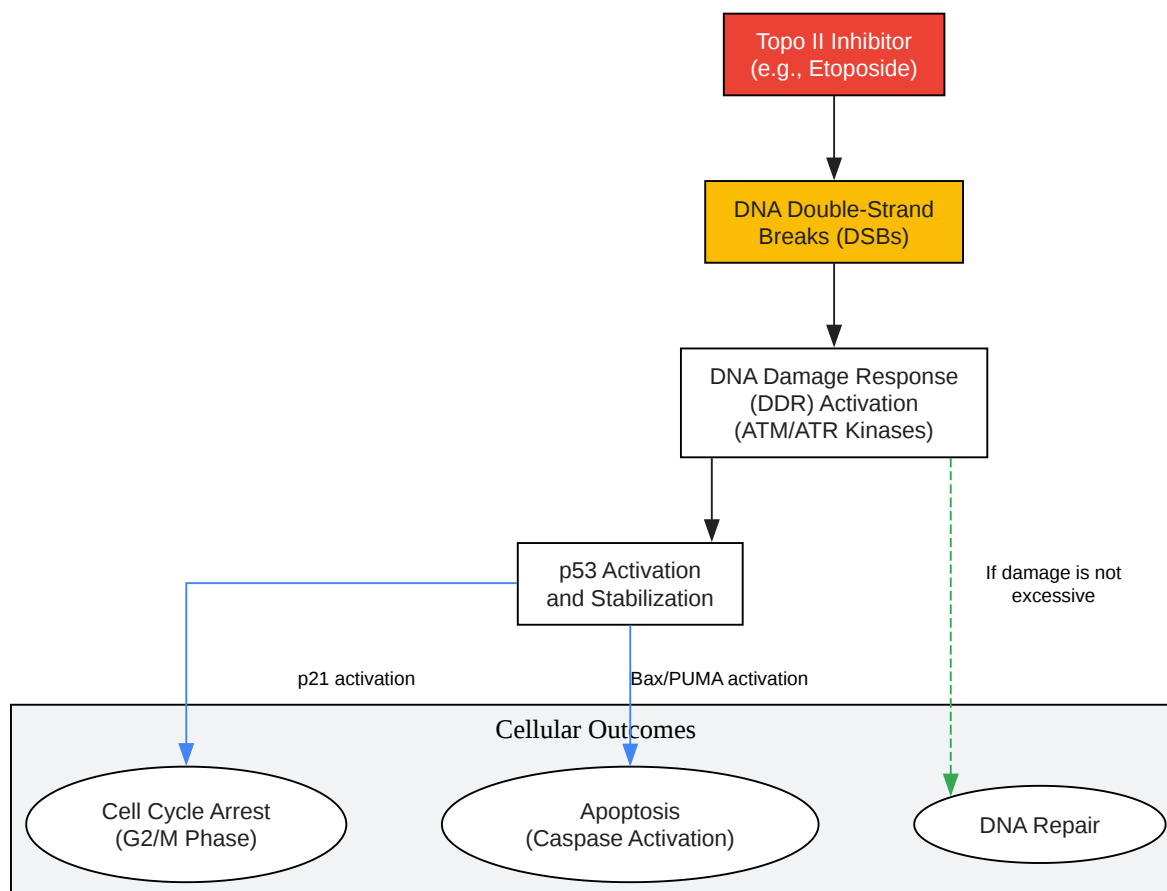 Topo II Inhibitor
(e.g., Etoposide)
DNA Double-Strand
Breaks (DSBs)
DNA Damage Response
(DDR) Activation
(ATM/ATR Kinases)
p53 Activation
and Stabilization
If damage is not
excessive
p21 activation
Bax/PUMA activation
Cellular Outcomes
Cell Cycle Arrest
(G2/M Phase)
Apoptosis
(Caspase Activation)
DNA Repair